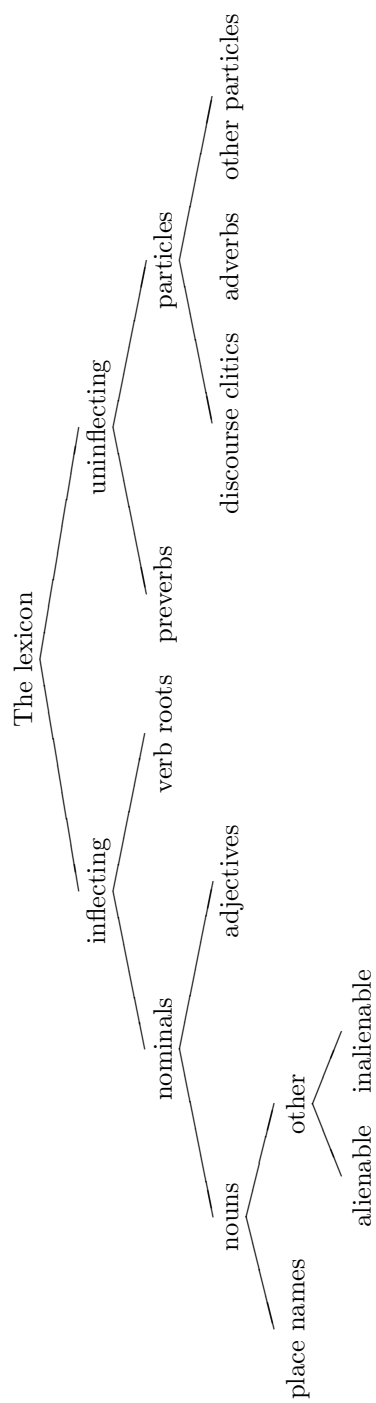 The lexicon
inflecting uninflecting
nominals verb roots preverbs particles
nouns adjectives discourse clitics adverbs other particles
place names other
alienable inalienable